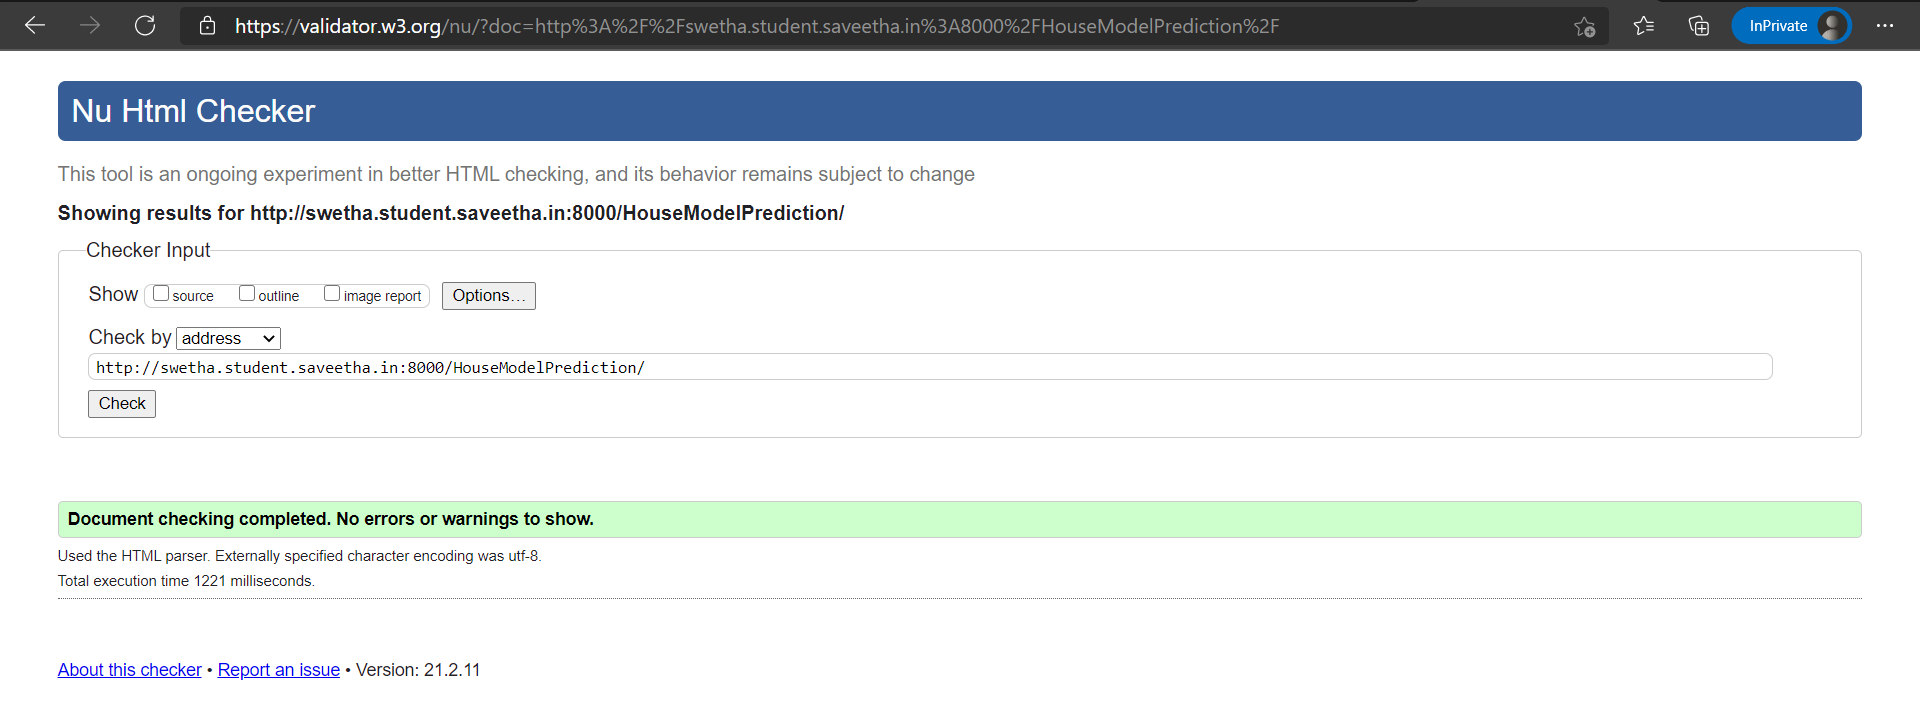 https://validator.w3.org/nu/?doc=http%3A%2F%2Fswetha.student.saveetha.in%3A8000%2FHouseModelPrediction%2F
InPrivate
Nu Html Checker
This tool is an ongoing experiment in better HTML checking, and its behavior remains subject to change
Showing results for http://swetha.student.saveetha.in:8000/HouseModelPrediction/
Checker Input
Show source outline image report Options...
Check by address
http://swetha.student.saveetha.in:8000/HouseModelPrediction/
Check
Document checking completed. No errors or warnings to show.
Used the HTML parser. Externally specified character encoding was utf-8.
Total execution time 1221 milliseconds.
About this checker • Report an issue • Version: 21.2.11